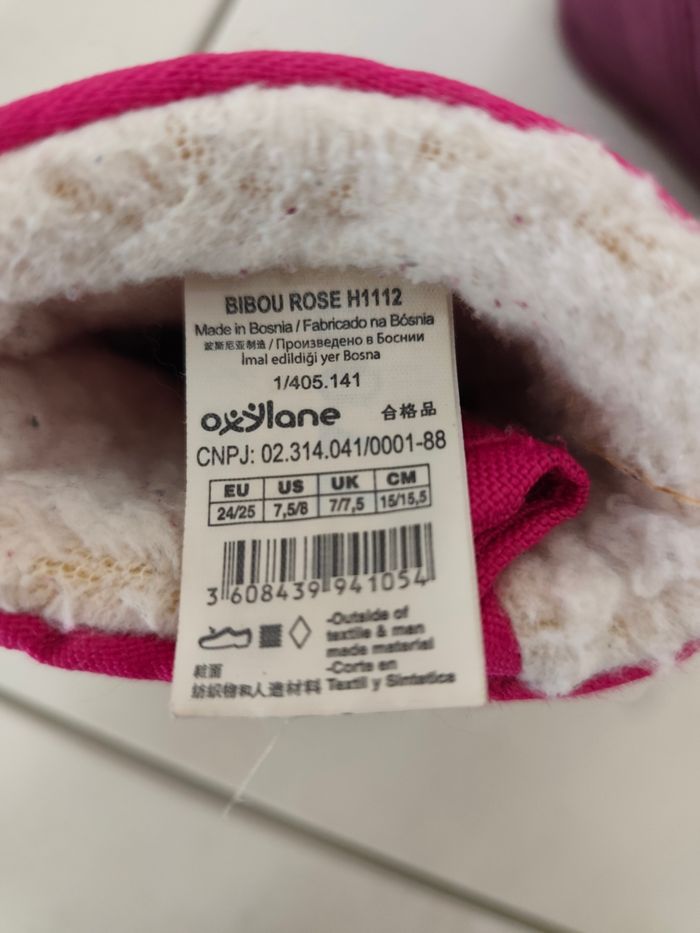 BIBOU ROSE H1112
Made in Bosnia / Fabricado na Bósnia
波斯尼亚制造 / Произведено в Боснии
İmal edildiği yer Bosna
1/405.141
oxylane 合格品
CNPJ: 02.314.041/0001-88
EU US UK CM
24/25 7,5/8 7/7,5 15/15,5
3 608439 941054
-Outside of
textile & man
made material
鞋面 -Corte en
纺织物和人造材料 Textil y Sintetica